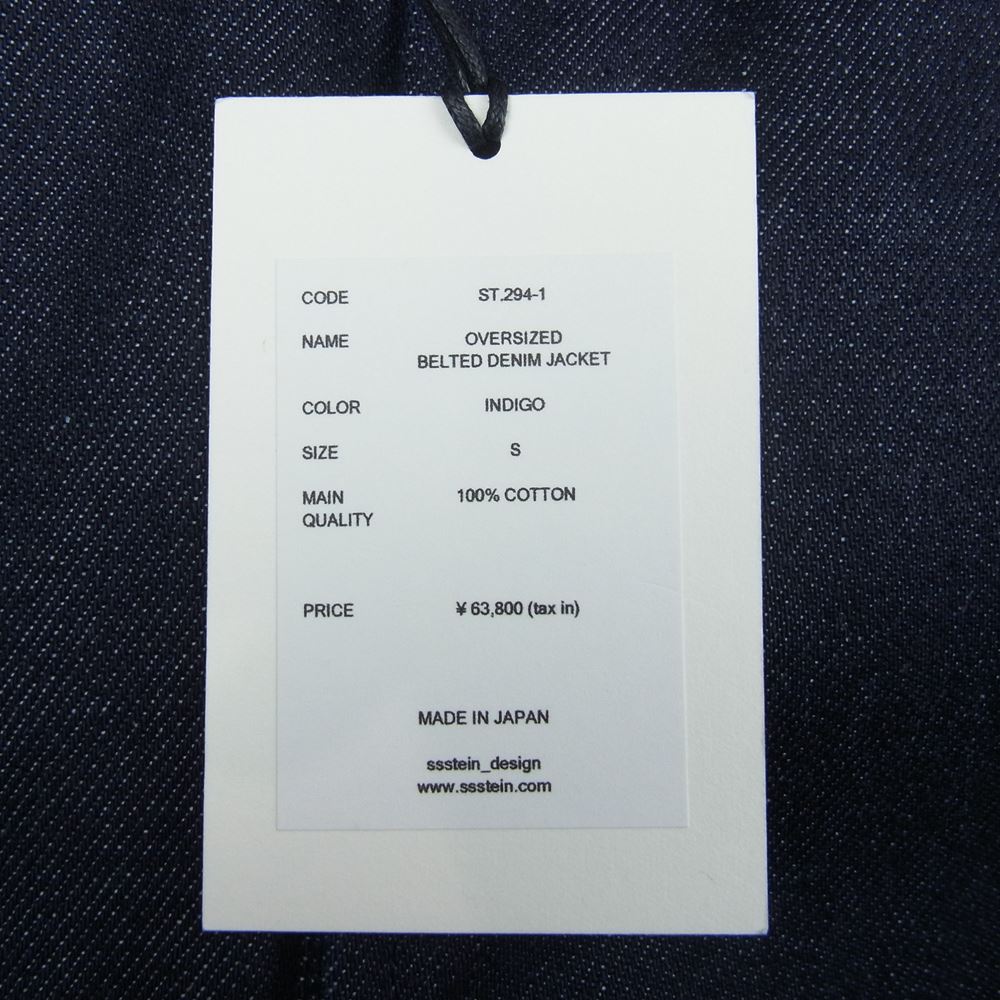 CODE ST.294-1
NAME OVERSIZED
BELTED DENIM JACKET
COLOR INDIGO
SIZE S
MAIN 100% COTTON
QUALITY
PRICE ¥ 63,800 (tax in)
MADE IN JAPAN
ssstein_design
www.ssstein.com